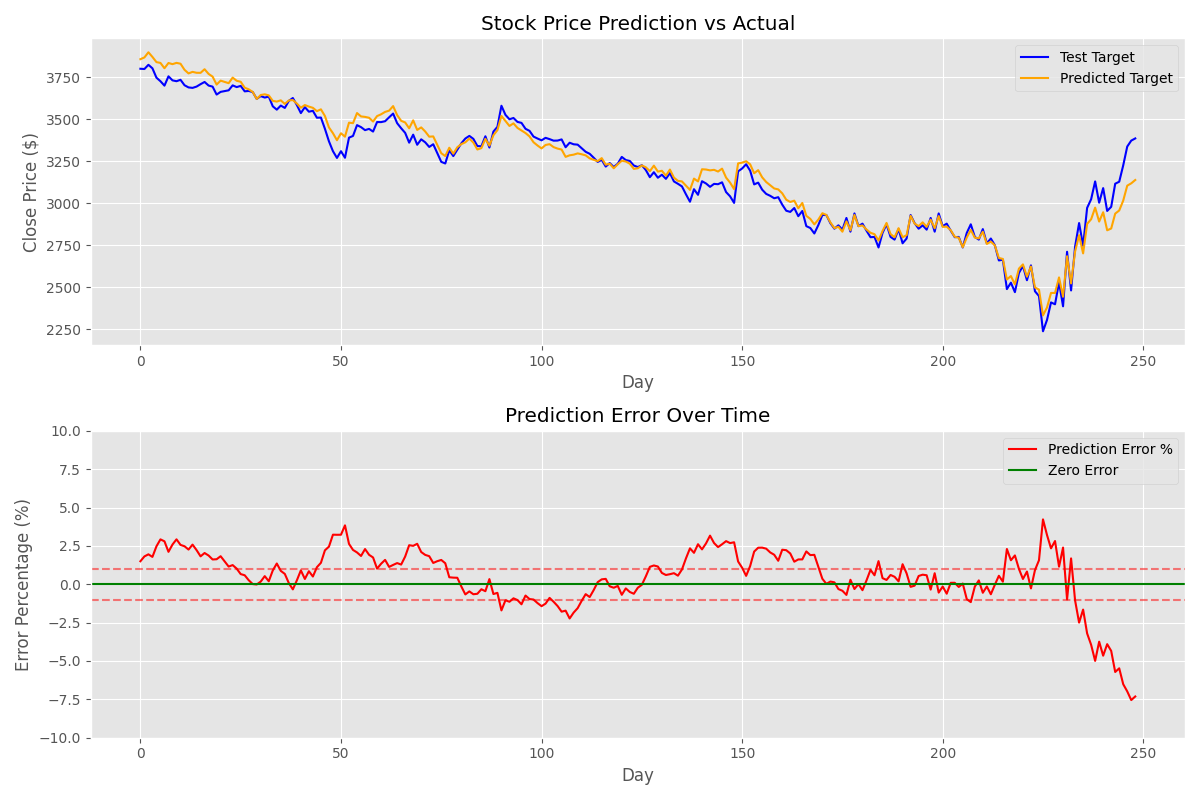 Stock Price Prediction vs Actual
Test Target
Predicted Target
Close Price ($)
3750
3500
3250
3000
2750
2500
2250
0 50 100 150 200 250
Day
Prediction Error Over Time
Prediction Error %
Zero Error
Error Percentage (%)
10.0
7.5
5.0
2.5
0.0
−2.5
−5.0
−7.5
−10.0
0 50 100 150 200 250
Day